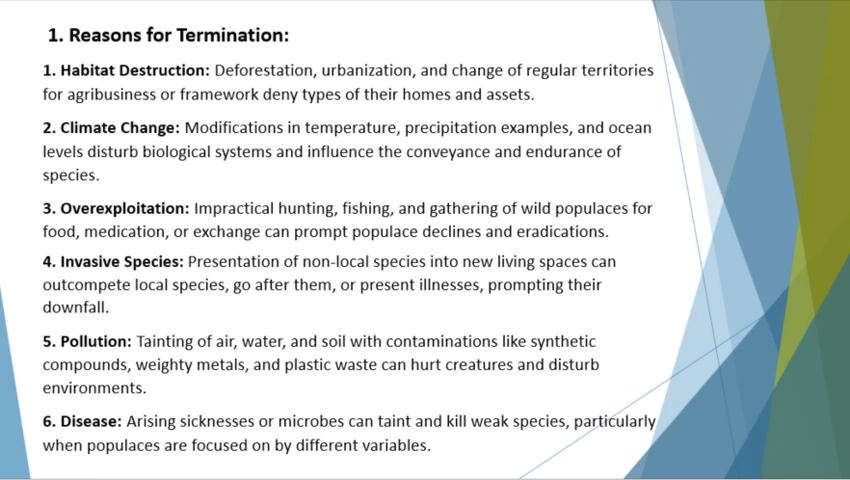 1. Reasons for Termination:
1. Habitat Destruction: Deforestation, urbanization, and change of regular territories
for agribusiness or framework deny types of their homes and assets.
2. Climate Change: Modifications in temperature, precipitation examples, and ocean
levels disturb biological systems and influence the conveyance and endurance of
species.
3. Overexploitation: Impractical hunting, fishing, and gathering of wild populaces for
food, medication, or exchange can prompt populace declines and eradications.
4. Invasive Species: Presentation of non-local species into new living spaces can
outcompete local species, go after them, or present illnesses, prompting their
downfall.
5. Pollution: Tainting of air, water, and soil with contaminations like synthetic
compounds, weighty metals, and plastic waste can hurt creatures and disturb
environments.
6. Disease: Arising sicknesses or microbes can taint and kill weak species, particularly
when populaces are focused on by different variables.